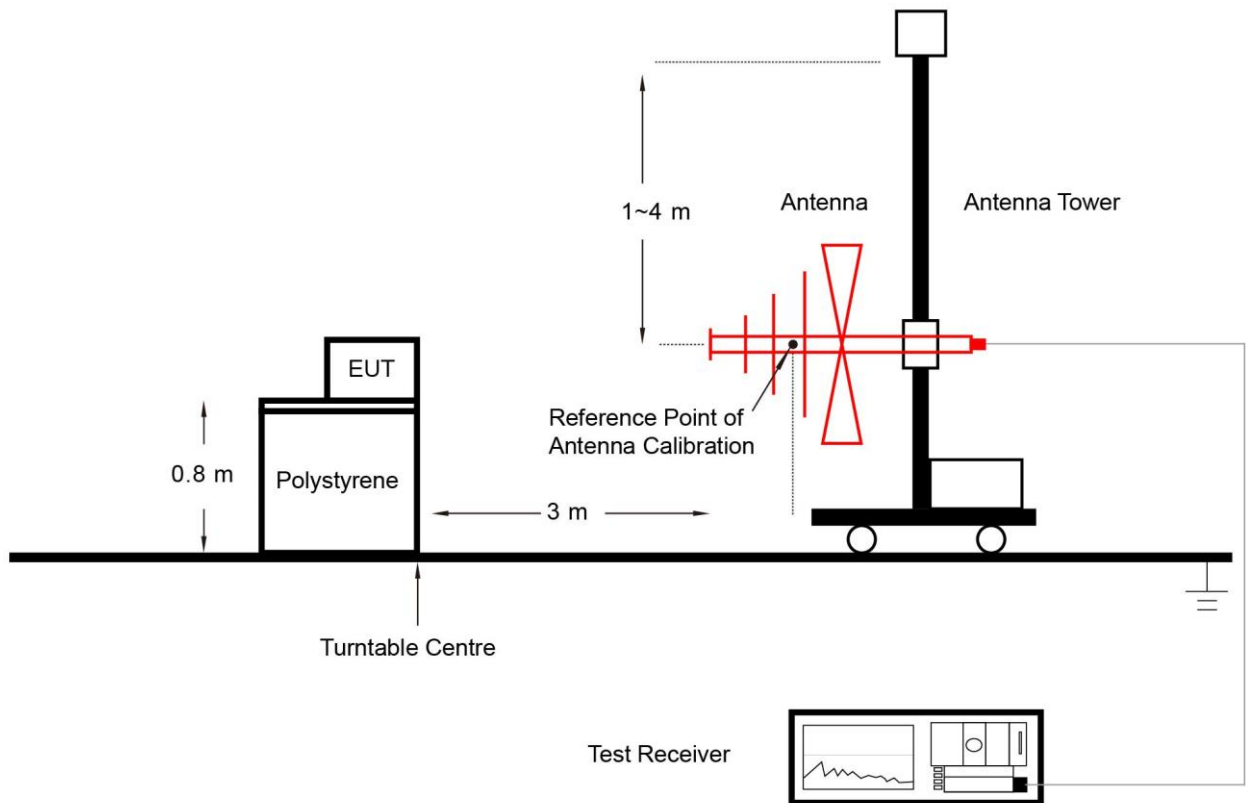 1~4 m
Antenna
Antenna Tower
EUT
Reference Point of
Antenna Calibration
0.8 m
Polystyrene
3 m
Turntable Centre
Test Receiver